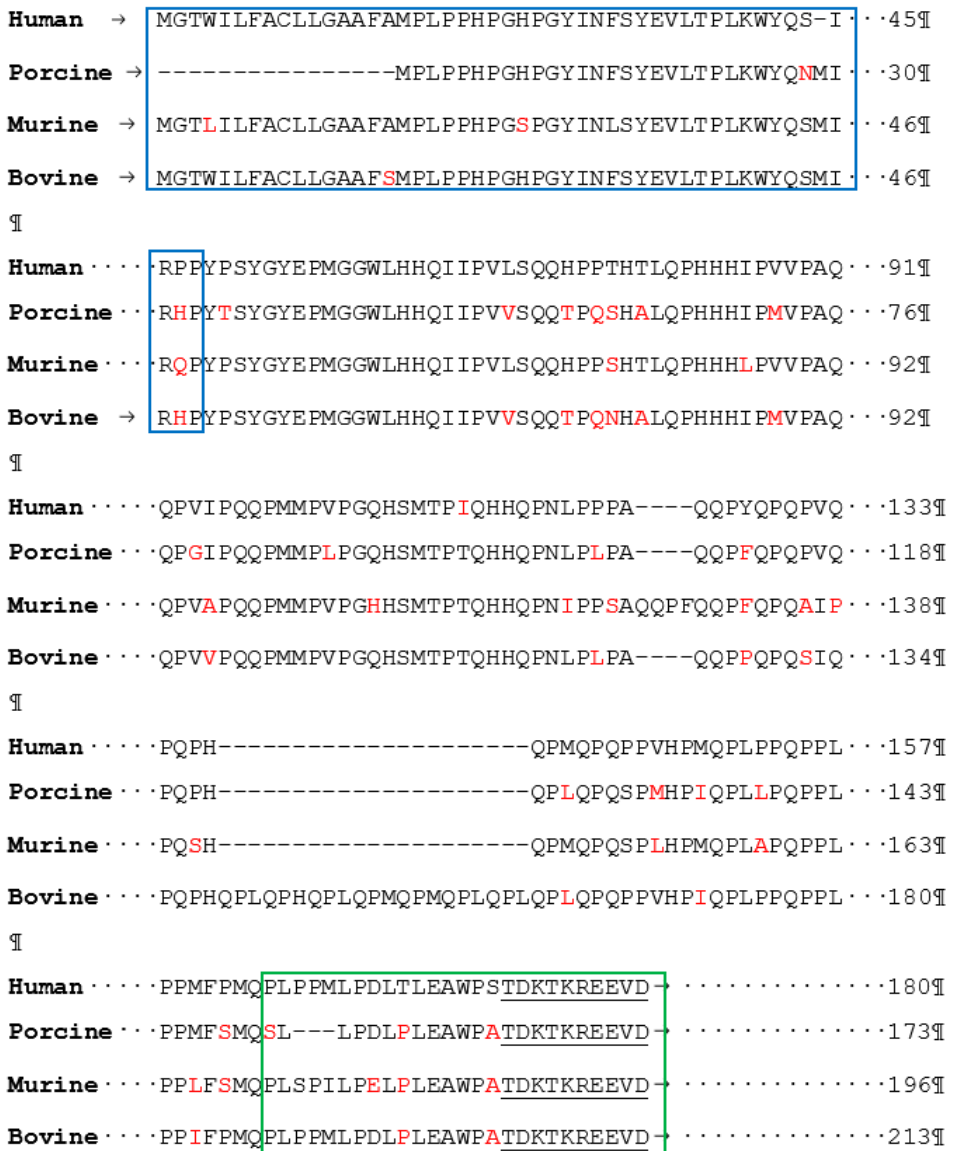 Human → MGTWILFACLLGAAFAMPLPPHPGHPGYINFSYEVLTPLKWYQS-I···45¶
Porcine → ----------------MPLPPHPGHPGYINFSYEVLTPLKWYQNMI···30¶
Murine → MGTLILFACLLGAAFAMPLPPHPGSPGYINLSYEVLTPLKWYQSMI···46¶
Bovine → MGTWILFACLLGAAFSMPLPPHPGHPGYINFSYEVLTPLKWYQSMI···46¶
¶
Human·····RPPYPSYGYEPMGGWLHHQIIPVLSQQHPPTHTLQPHHHIPVVPAQ···91¶
Porcine···RHPYTSYGYEPMGGWLHHQIIPVVSQQTPQSHALQPHHHIPMVPAQ···76¶
Murine····RQPYPSYGYEPMGGWLHHQIIPVLSQQHPPSHTLQPHHHLPVVPAQ···92¶
Bovine → RHPYPSYGYEPMGGWLHHQIIPVVSQQTPQNHALQPHHHIPMVPAQ···92¶
¶
Human·····QPVIPQQPMMPVPGQHSMTPIQHHQPNLPPPA----QQPYQPQPVQ···133¶
Porcine···QPGIPQQPMMPLPGQHSMTPTQHHQPNLPLPA----QQPFQPQPVQ···118¶
Murine····QPVAPQQPMMPVPGHHSMTPTQHHQPNIPPSAQQPFQQPFQPQAIP···138¶
Bovine····QPVVPQQPMMPVPGQHSMTPTQHHQPNLPLPA----QQPPQPQSIQ···134¶
¶
Human·····PQPH---------------------QPMQPQPPVHPMQPLPPQPPL···157¶
Porcine···PQPH---------------------QPLQPQSPMHPIQPLLPQPPL···143¶
Murine····PQSH---------------------QPMQPQSPLHPMQPLAPQPPL···163¶
Bovine····PQPHQPLQPHQPLQPMQPMQPLQPLQPLQPQPPVHPIQPLPPQPPL···180¶
¶
Human·····PPMFPMQPLPPMLPDLTLEAWPSTDKTKREEVD→ ···············180¶
Porcine···PPMFSMQSL---LPDLPLEAWPATDKTKREEVD→ ···············173¶
Murine····PPLFSMQPLSPILPELPLEAWPATDKTKREEVD→ ···············196¶
Bovine····PPIFPMQPLPPMLPDLPLEAWPATDKTKREEVD→ ···············213¶